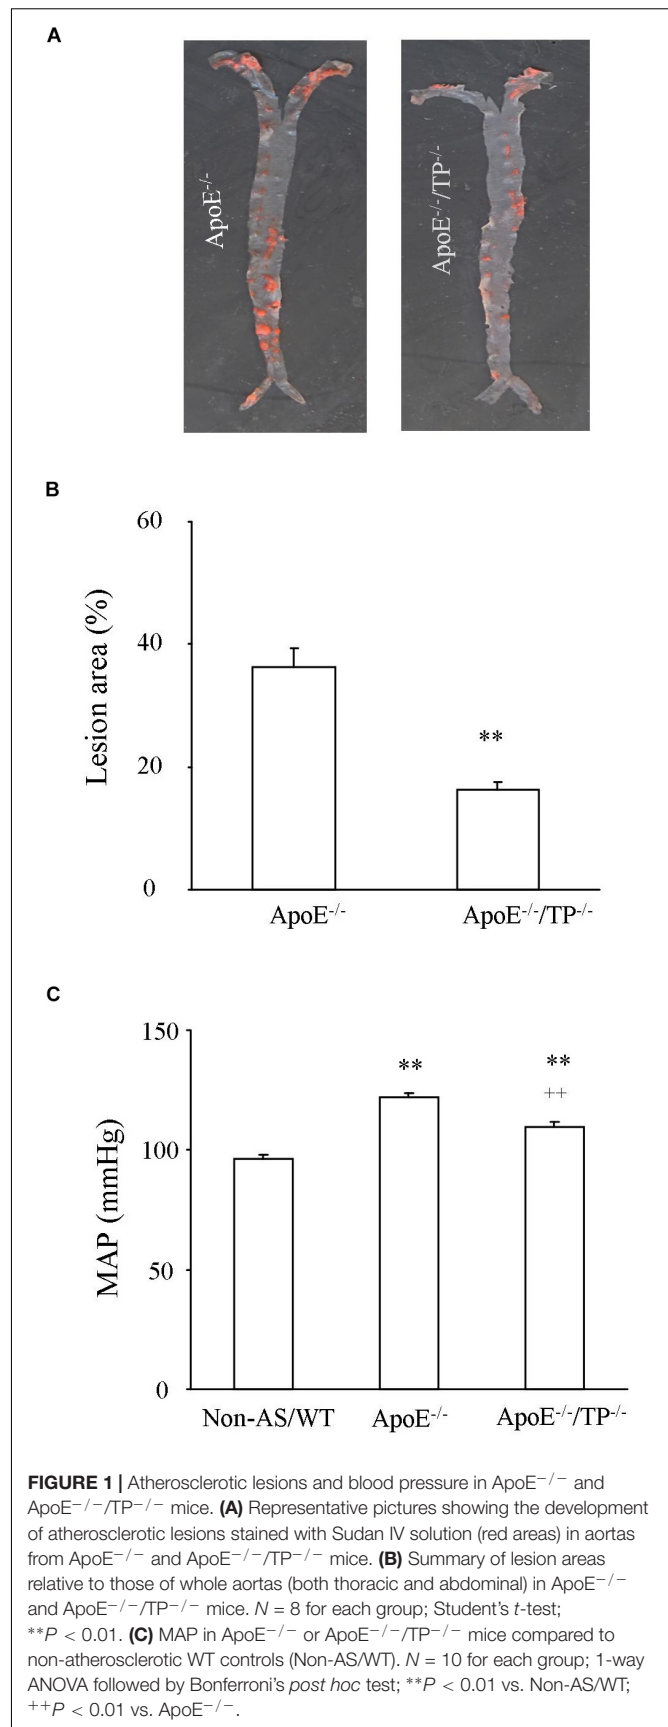 A
ApoE-/-
ApoE-/-/TP-/-
B
60
40
20
0
Lesion area (%)
**
ApoE-/-
ApoE-/-/TP-/-
C
150
100
50
0
MAP (mmHg)
**
**
++
Non-AS/WT
ApoE-/-
ApoE-/-/TP-/-
FIGURE 1 | Atherosclerotic lesions and blood pressure in ApoE−/− and
ApoE−/−/TP−/− mice. (A) Representative pictures showing the development
of atherosclerotic lesions stained with Sudan IV solution (red areas) in aortas
from ApoE−/− and ApoE−/−/TP−/− mice. (B) Summary of lesion areas
relative to those of whole aortas (both thoracic and abdominal) in ApoE−/−
and ApoE−/−/TP−/− mice. N = 8 for each group; Student's t-test;
**P < 0.01. (C) MAP in ApoE−/− or ApoE−/−/TP−/− mice compared to
non-atherosclerotic WT controls (Non-AS/WT). N = 10 for each group; 1-way
ANOVA followed by Bonferroni's post hoc test; **P < 0.01 vs. Non-AS/WT;
++P < 0.01 vs. ApoE−/−.